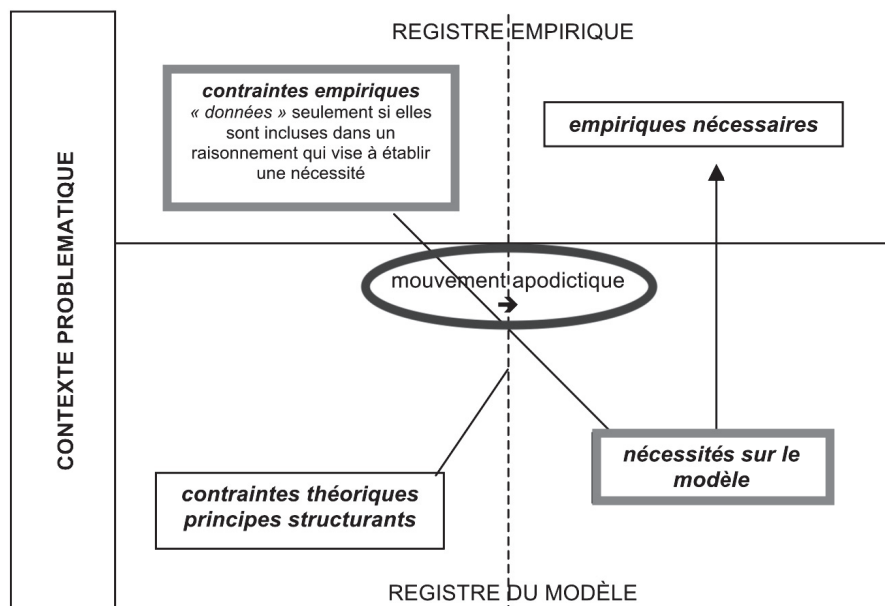 CONTEXTE PROBLEMATIQUE
REGISTRE EMPIRIQUE
contraintes empiriques
« données » seulement si elles
sont incluses dans un
raisonnement qui vise à établir
une nécessité
empiriques nécessaires
mouvement apodictique
contraintes théoriques
principes structurants
nécessités sur le
modèle
REGISTRE DU MODÈLE